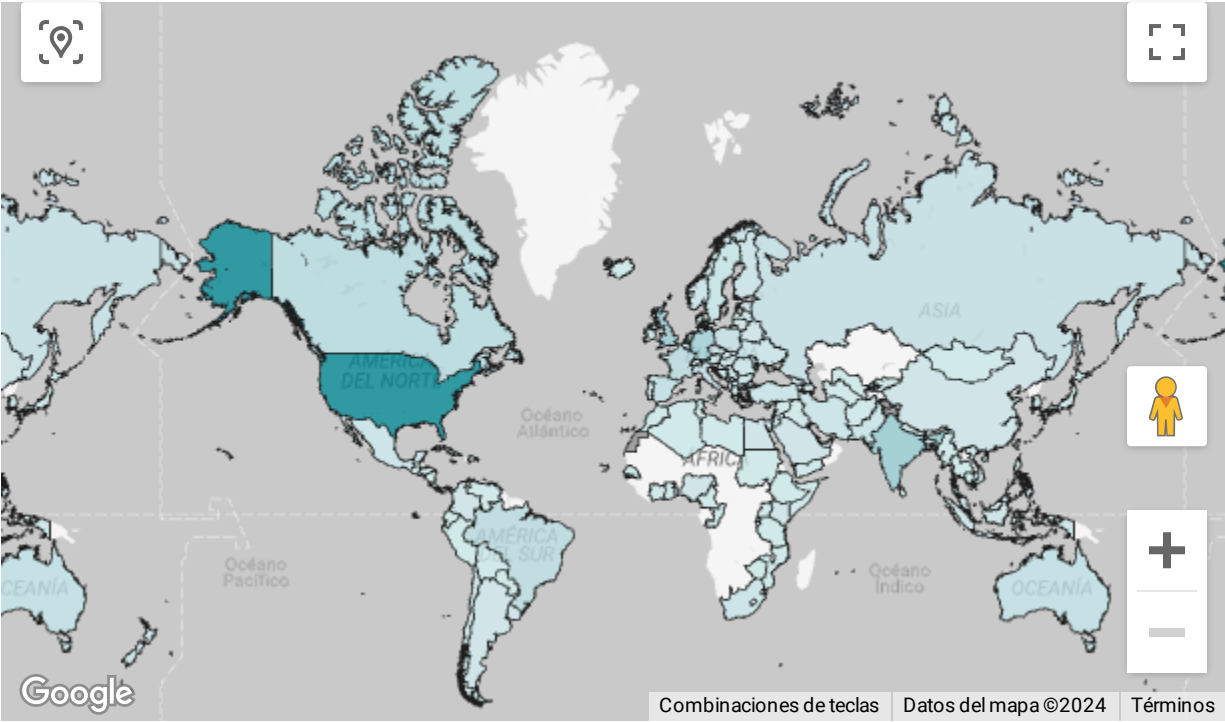 ASIA
AMÉRICA
DEL NORTE
Océano
Atlántico
ÁFRICA
AMÉRICA
DEL SUR
Océano
Pacífico
Océano
Índico
CEANÍA
OCEANÍA
Google
Combinaciones de teclas
Datos del mapa ©2024
Términos